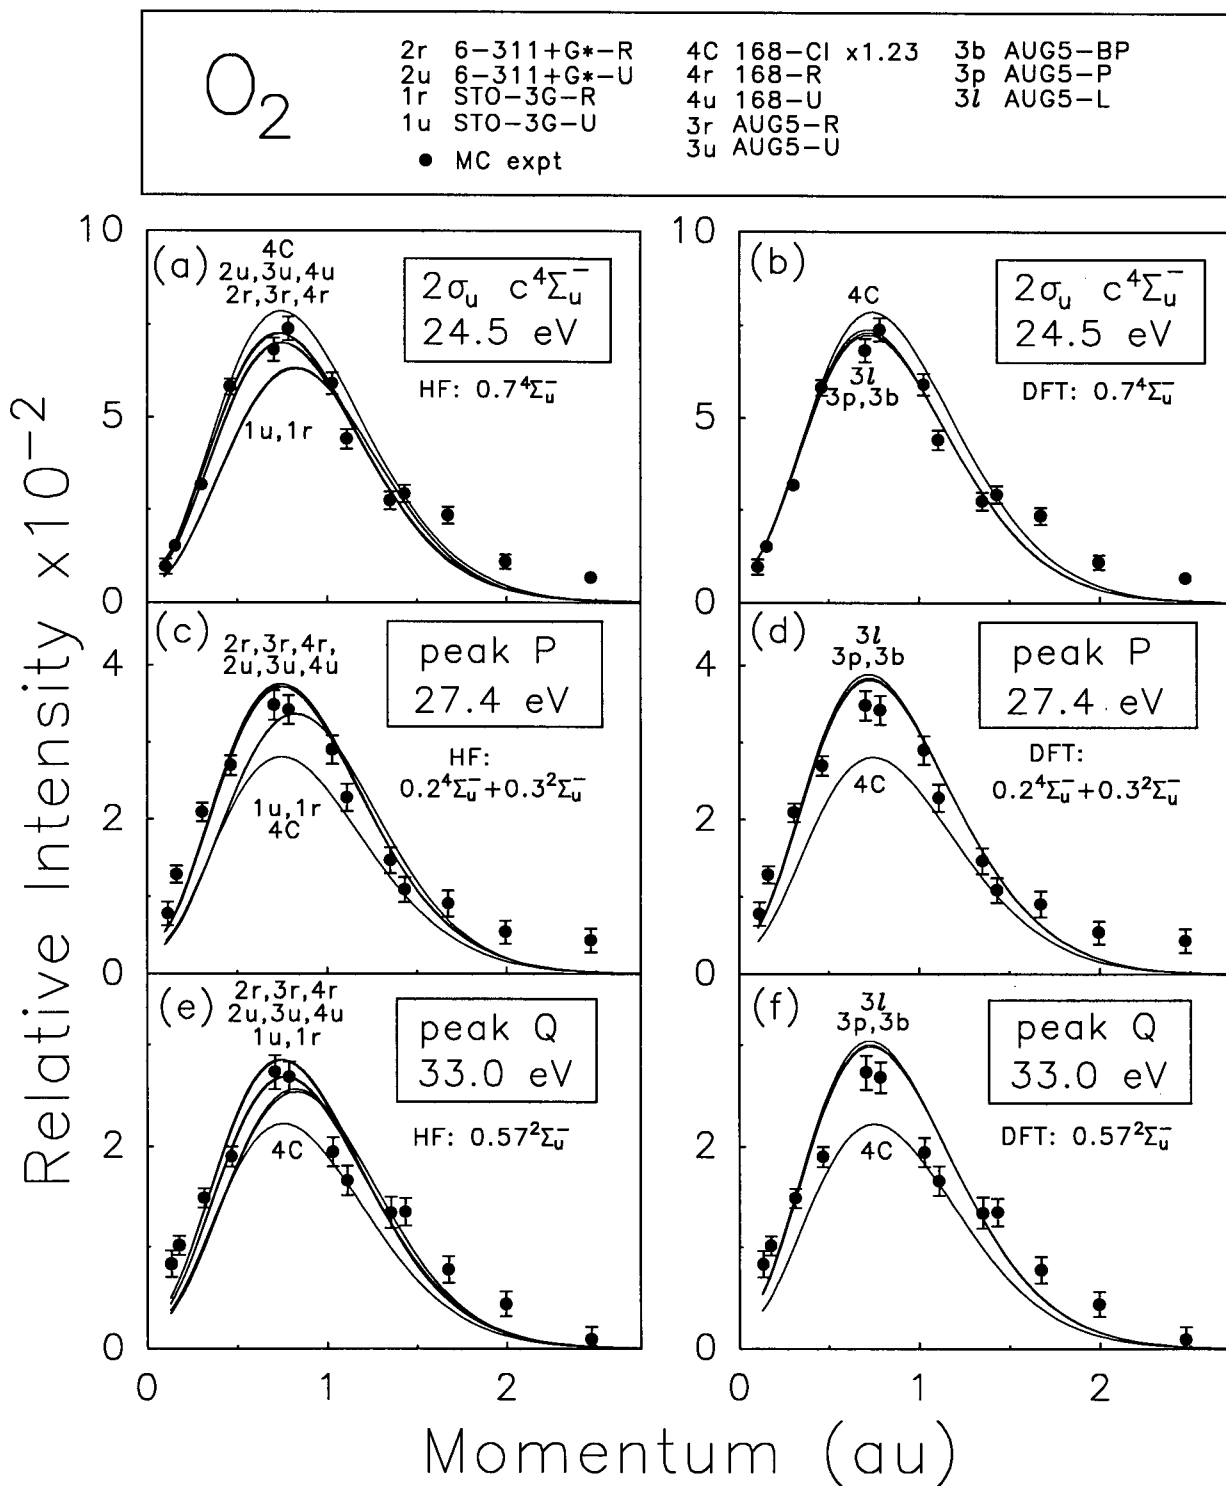 O2
2r 6-311+G*-R
2u 6-311+G*-U
1r STO-3G-R
1u STO-3G-U
● MC expt
4C 168-CI x1.23
4r 168-R
4u 168-U
3r AUG5-R
3u AUG5-U
3b AUG5-BP
3p AUG5-P
3l AUG5-L
Relative Intensity x10⁻²
10
5
0
(a)
4C
2u,3u,4u
2r,3r,4r
1u,1r
2σu c⁴Σu⁻
24.5 eV
HF: 0.7⁴Σu⁻
10
5
0
(b)
4C
3l
3p,3b
2σu c⁴Σu⁻
24.5 eV
DFT: 0.7⁴Σu⁻
4
2
0
(c)
2r,3r,4r,
2u,3u,4u
1u,1r
4C
peak P
27.4 eV
HF:
0.2⁴Σu⁻+0.3²Σu⁻
4
2
0
(d)
3l
3p,3b
4C
peak P
27.4 eV
DFT:
0.2⁴Σu⁻+0.3²Σu⁻
2
0
(e)
2r,3r,4r
2u,3u,4u
1u,1r
4C
peak Q
33.0 eV
HF: 0.57²Σu⁻
2
0
(f)
3l
3p,3b
4C
peak Q
33.0 eV
DFT: 0.57²Σu⁻
0 1 2
0 1 2
Momentum (au)